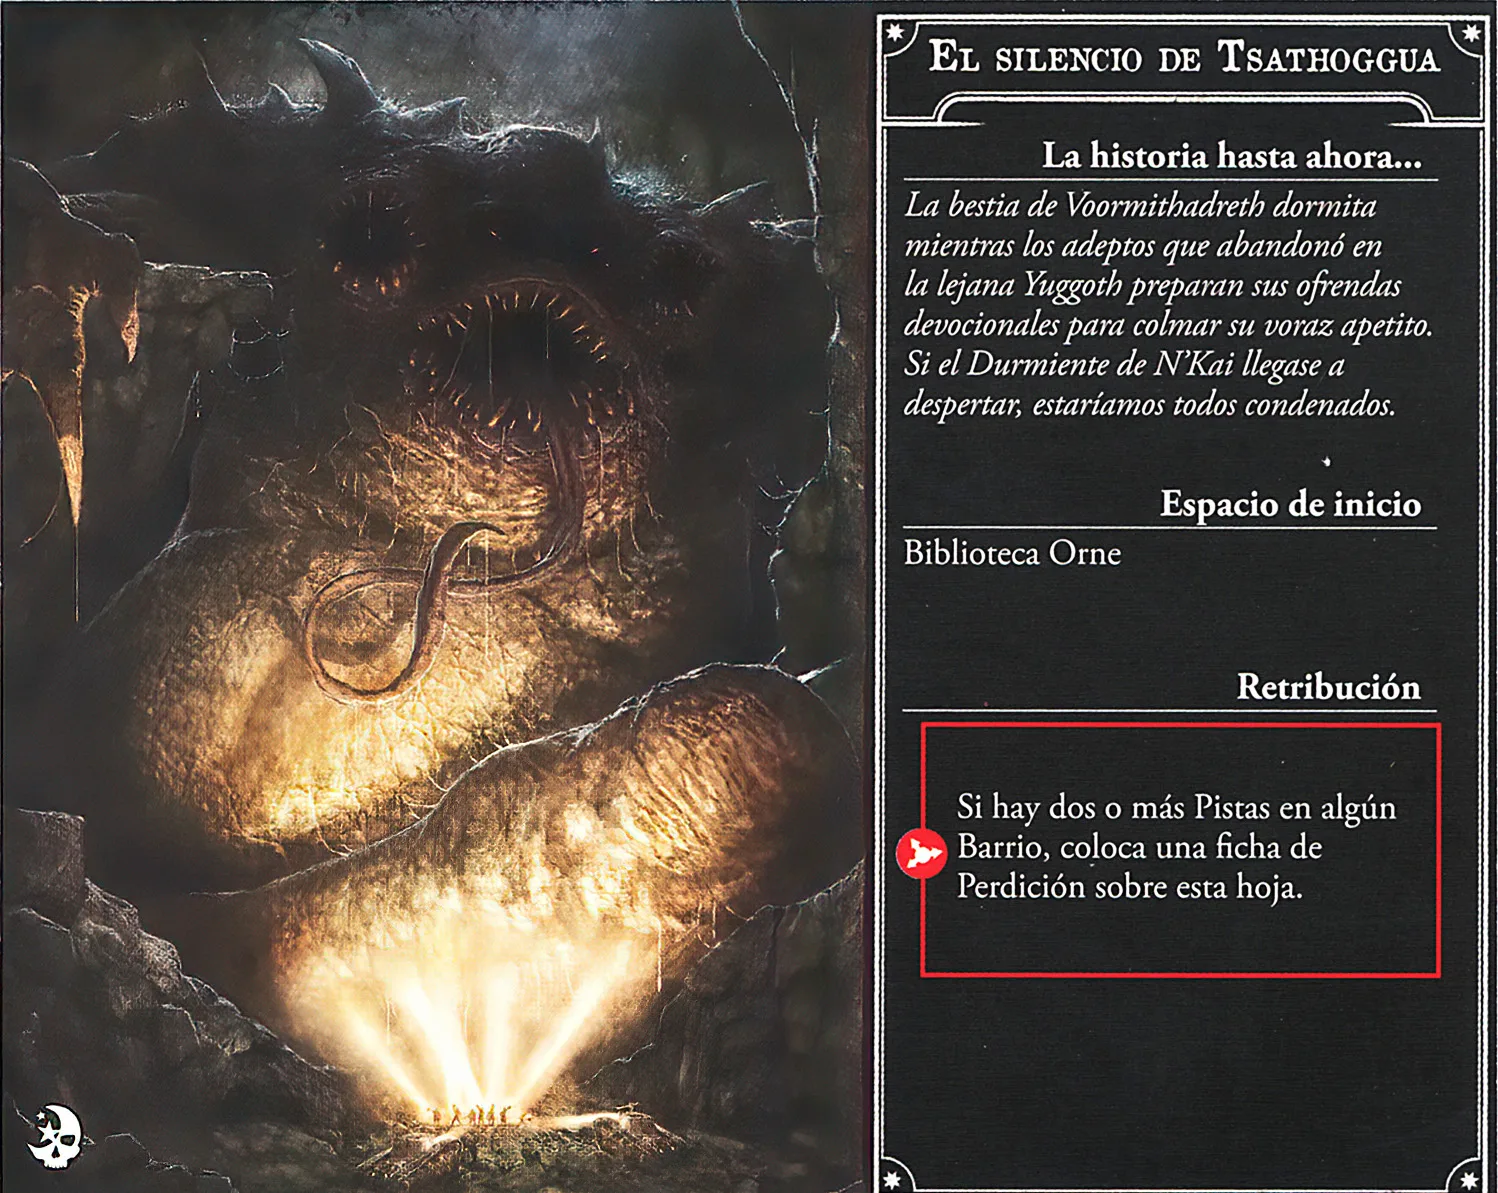 El silencio de Tsathoggua
La historia hasta ahora...
La bestia de Voormithadreth dormita
mientras los adeptos que abandonó en
la lejana Yuggoth preparan sus ofrendas
devocionales para colmar su voraz apetito.
Si el Durmiente de N'Kai llegase a
despertar, estaríamos todos condenados.
Espacio de inicio
Biblioteca Orne
Retribución
Si hay dos o más Pistas en algún
Barrio, coloca una ficha de
Perdición sobre esta hoja.